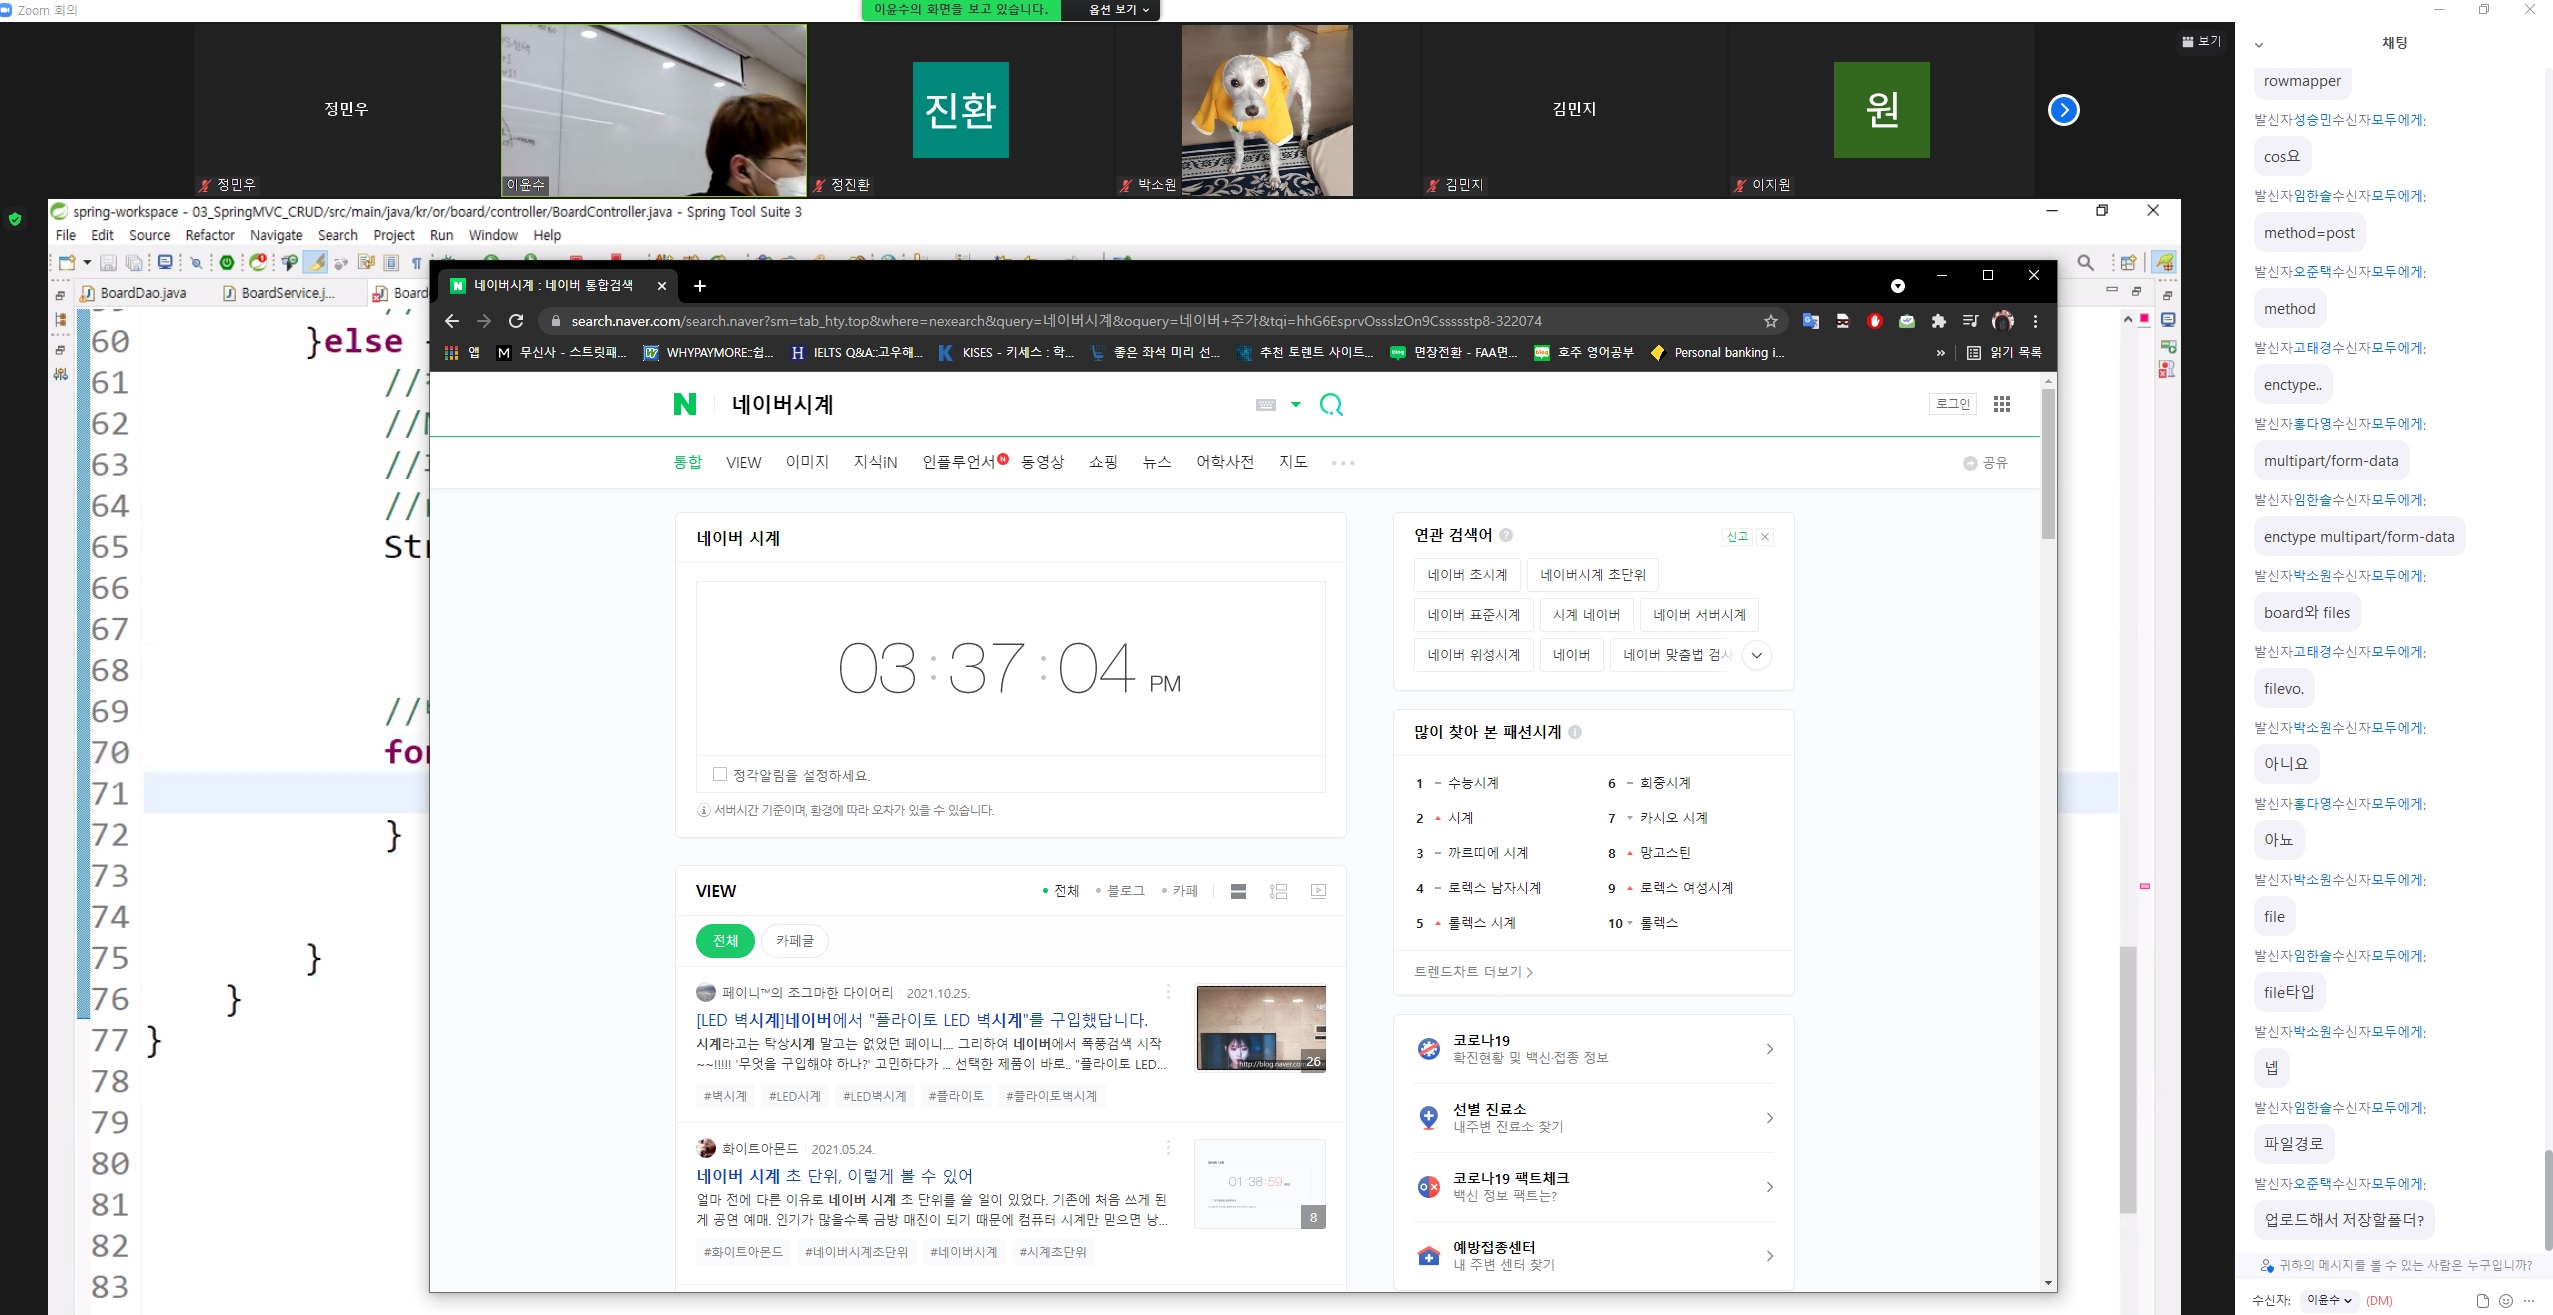 Zoom 회의
이윤수의 화면을 보고 있습니다.
옵션 보기
보기
정민우
정민우
이윤수
진환
정진환
박소원
김민지
김민지
원
이지원
spring-workspace - 03_SpringMVC_CRUD/src/main/java/kr/or/board/controller/BoardController.java - Spring Tool Suite 3
File Edit Source Refactor Navigate Search Project Run Window Help
BoardDao.java
BoardService.j...
Board
60 }else
61 //
62 //
63 //
64 //
65 Str
66
67
68
69 //
70 for
71
72 }
73
74
75 }
76 }
77 }
78
79
80
81
82
83
네이버시계 : 네이버 통합검색
search.naver.com/search.naver?sm=tab_hty.top&where=nexearch&query=네이버시계&oquery=네이버+주가&tqi=hhG6EsprvOssslzOn9Cssssstp8-322074
앱
무신사 - 스트릿패...
WHYPAYMORE::쉽...
IELTS Q&A::고우해...
KISES - 키세스 : 학...
좋은 좌석 미리 선...
추천 토렌트 사이트...
면장전환 - FAA면...
호주 영어공부
Personal banking i...
»
읽기 목록
N 네이버시계
로그인
통합 VIEW 이미지 지식iN 인플루언서 동영상 쇼핑 뉴스 어학사전 지도
공유
네이버 시계
03:37:04 PM
정각알림을 설정하세요.
서버시간 기준이며, 환경에 따라 오차가 있을 수 있습니다.
VIEW
전체 블로그 카페
전체 카페글
페이니™의 조그마한 다이어리 2021.10.25.
[LED 벽시계]네이버에서 "플라이토 LED 벽시계"를 구입했답니다.
시계라고는 탁상시계 말고는 없었던 페이니.... 그리하여 네이버에서 폭풍검색 시작
~~!!!!! '무엇을 구입해야 하나?' 고민하다가 ... 선택한 제품이 바로.. "플라이토 LED...
http://blog.naver.com
26
#벽시계 #LED시계 #LED벽시계 #플라이토 #플라이토벽시계
화이트아몬드 2021.05.24.
네이버 시계 초 단위, 이렇게 볼 수 있어
얼마 전에 다른 이유로 네이버 시계 초 단위를 쓸 일이 있었다. 기존에 처음 쓰게 된
게 공연 예매. 인기가 많을수록 금방 매진이 되기 때문에 컴퓨터 시계만 믿으면 낭...
01:38:59
8
#화이트아몬드 #네이버시계초단위 #네이버시계 #시계초단위
연관 검색어
신고
네이버 초시계 네이버시계 초단위
네이버 표준시계 시계 네이버 네이버 서버시계
네이버 위성시계 네이버 네이버 맞춤법 검사
많이 찾아 본 패션시계
1 수능시계
2 시계
3 까르띠에 시계
4 로렉스 남자시계
5 롤렉스 시계
6 회중시계
7 카시오 시계
8 망고스틴
9 로렉스 여성시계
10 롤렉스
트렌드차트 더보기
코로나19
확진현황 및 백신·접종 정보
선별 진료소
내주변 진료소 찾기
코로나19 팩트체크
백신 정보 팩트는?
예방접종센터
내 주변 센터 찾기
채팅
rowmapper
발신자성승민수신자모두에게:
cos요
발신자임한솔수신자모두에게:
method=post
발신자오준택수신자모두에게:
method
발신자고태경수신자모두에게:
enctype..
발신자홍다영수신자모두에게:
multipart/form-data
발신자임한솔수신자모두에게:
enctype multipart/form-data
발신자박소원수신자모두에게:
board와 files
발신자고태경수신자모두에게:
filevo.
발신자박소원수신자모두에게:
아니요
발신자홍다영수신자모두에게:
아뇨
발신자박소원수신자모두에게:
file
발신자임한솔수신자모두에게:
file타입
발신자박소원수신자모두에게:
넵
발신자임한솔수신자모두에게:
파일경로
발신자오준택수신자모두에게:
업로드해서 저장할폴더?
귀하의 메시지를 볼 수 있는 사람은 누구입니까?
수신자: 이윤수 (DM)